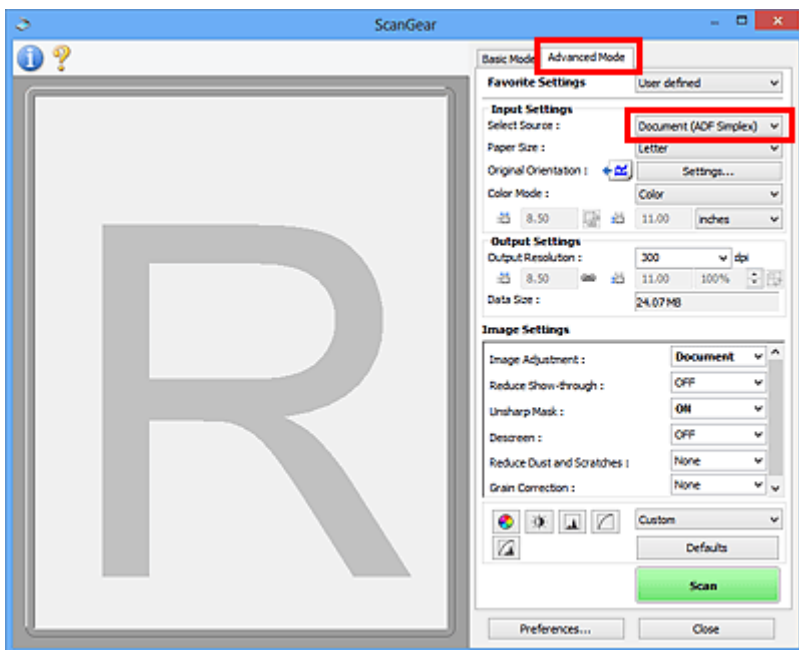 ScanGear
Basic Mode Advanced Mode
Favorite Settings User defined
Input Settings
Select Source : Document (ADF Simplex)
Paper Size : Letter
Original Orientation : Settings...
Color Mode : Color
8.50 11.00 inches
Output Settings
Output Resolution : 300 dpi
8.50 11.00 100%
Data Size : 24.07 MB
Image Settings
Image Adjustment : Document
Reduce Show-through : OFF
Unsharp Mask : ON
Descreen : OFF
Reduce Dust and Scratches : None
Grain Correction : None
Custom
Defaults
Scan
Preferences... Close
R